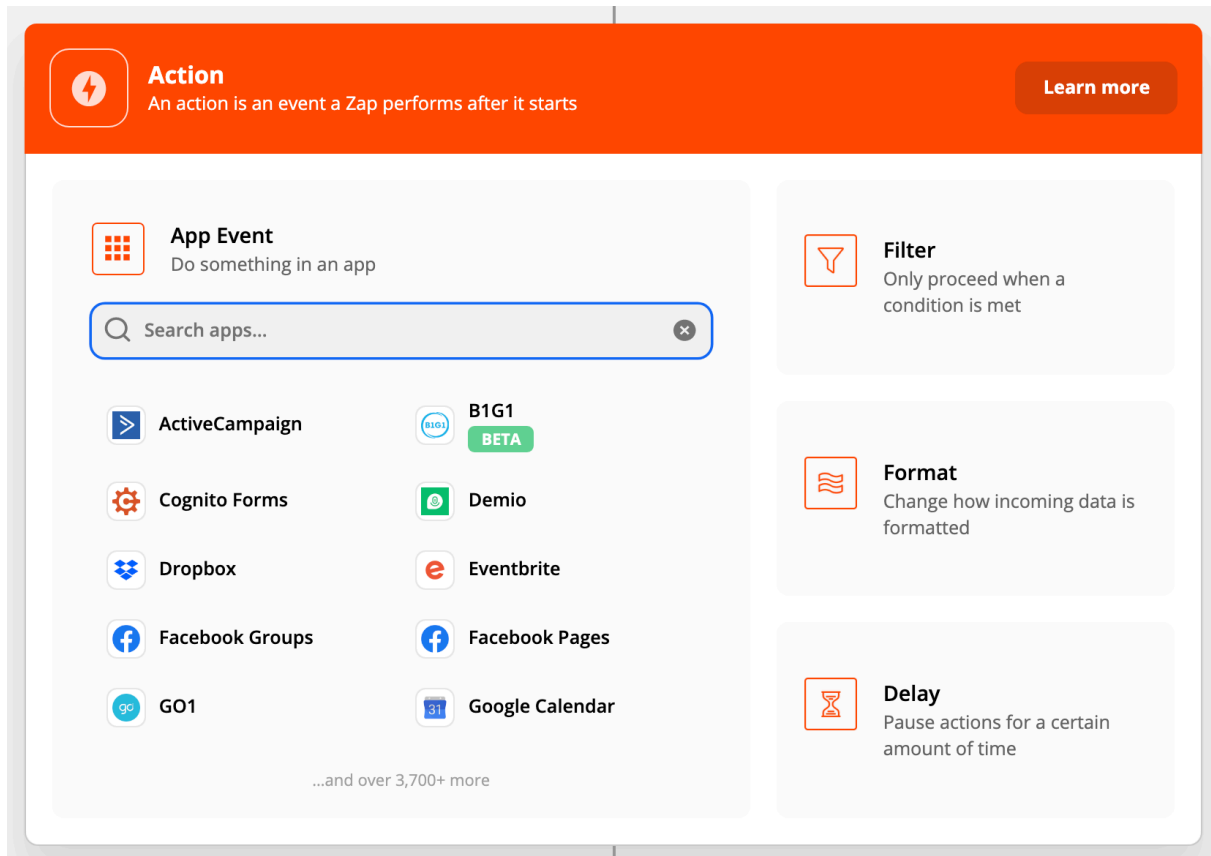 Action
An action is an event a Zap performs after it starts
Learn more
App Event
Do something in an app
Search apps...
ActiveCampaign
B1G1
B1G1
BETA
Cognito Forms
Demio
Dropbox
Eventbrite
Facebook Groups
Facebook Pages
go
GO1
31
Google Calendar
...and over 3,700+ more
Filter
Only proceed when a
condition is met
Format
Change how incoming data is
formatted
Delay
Pause actions for a certain
amount of time